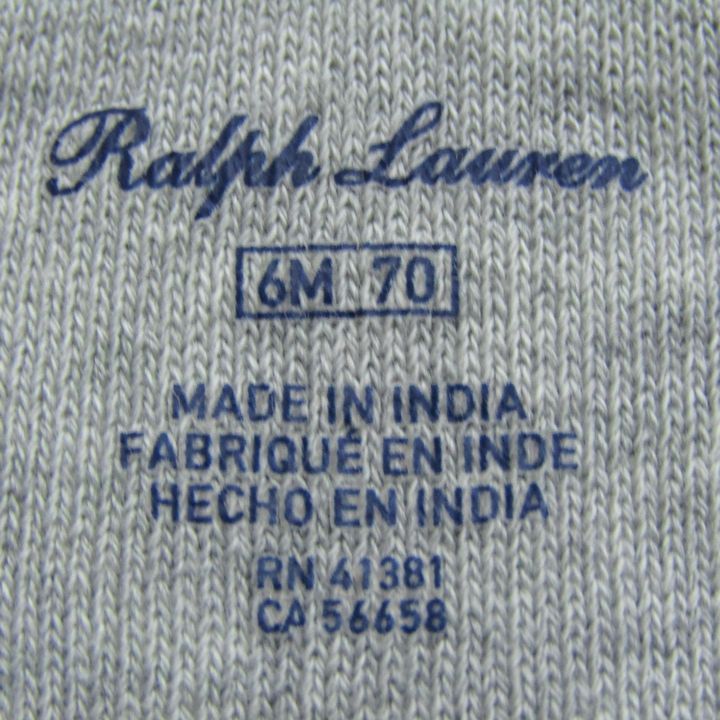 Ralph Lauren
6M 70
MADE IN INDIA
FABRIQUÉ EN INDE
HECHO EN INDIA
RN 41381
CA 56658